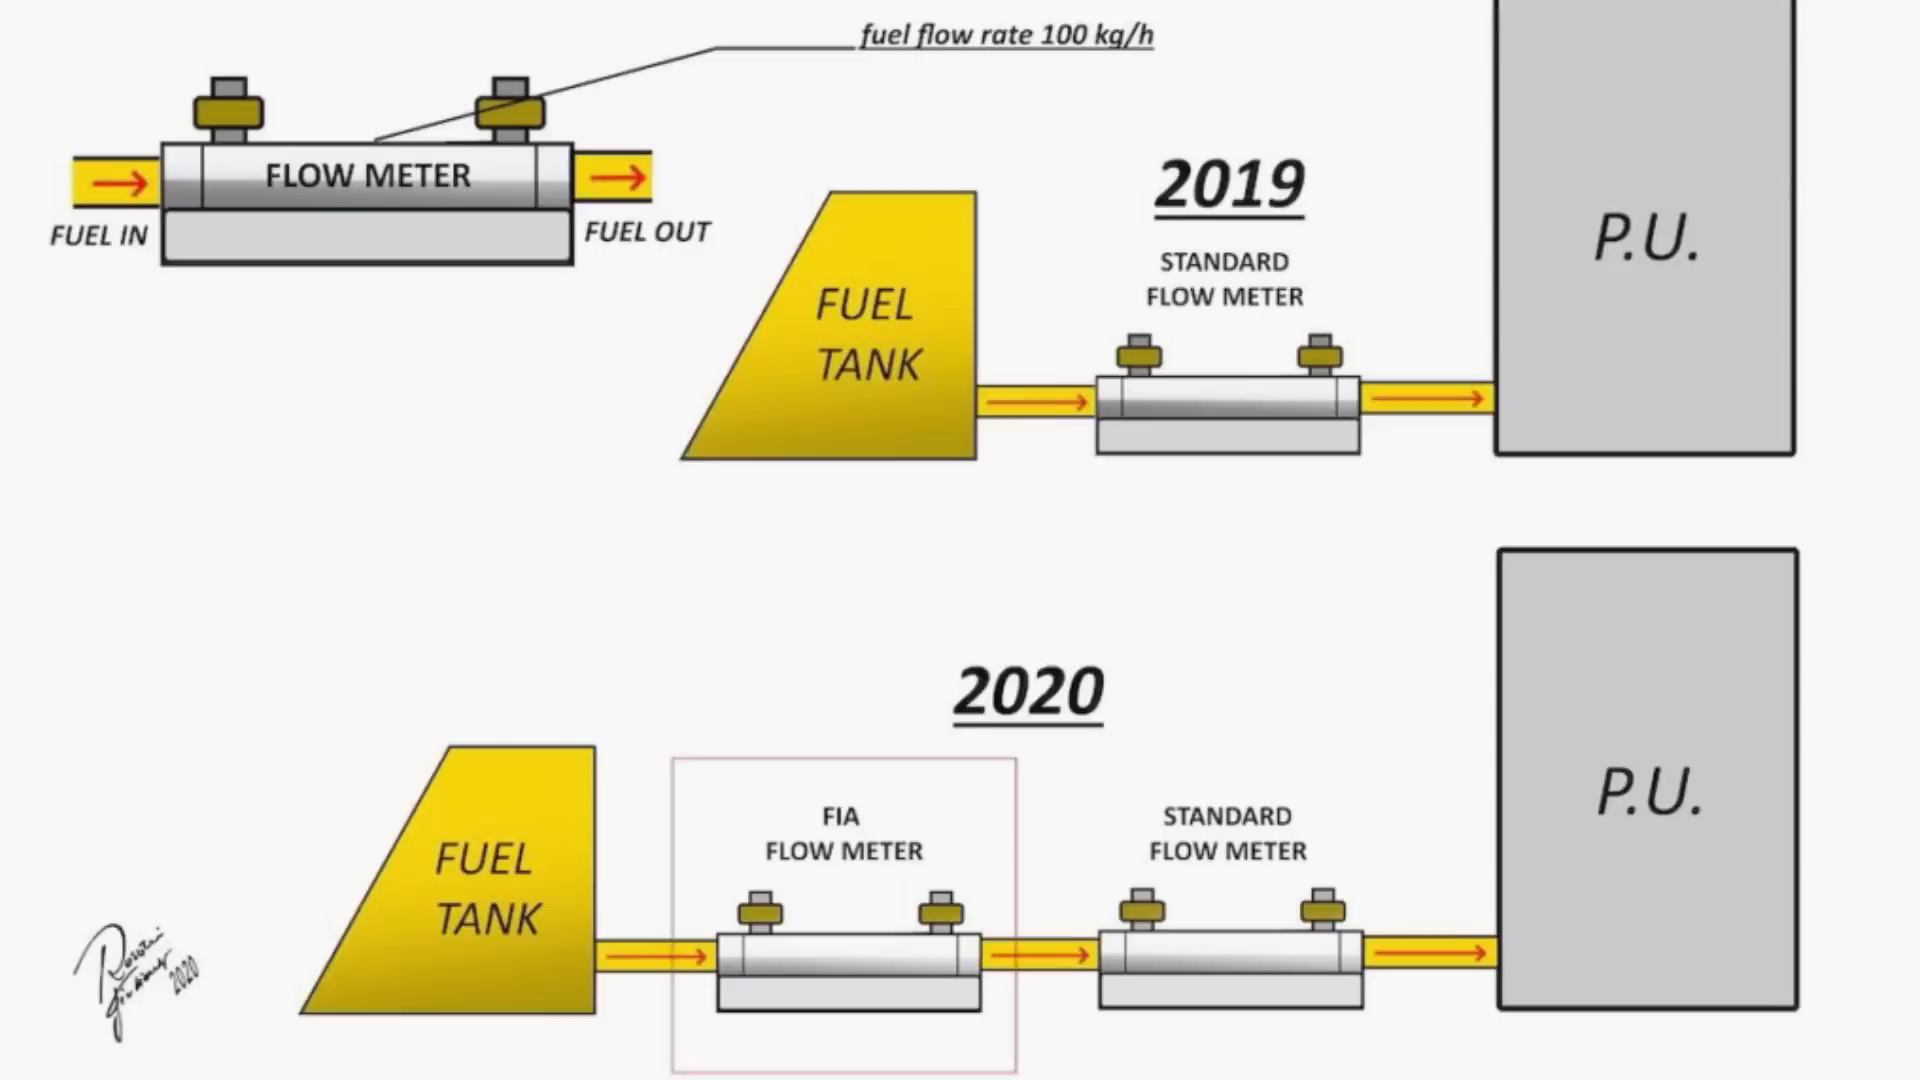 fuel flow rate 100 kg/h
FLOW METER
FUEL IN
FUEL OUT
2019
STANDARD
FLOW METER
FUEL
TANK
P.U.
2020
FIA
FLOW METER
STANDARD
FLOW METER
FUEL
TANK
P.U.
2020